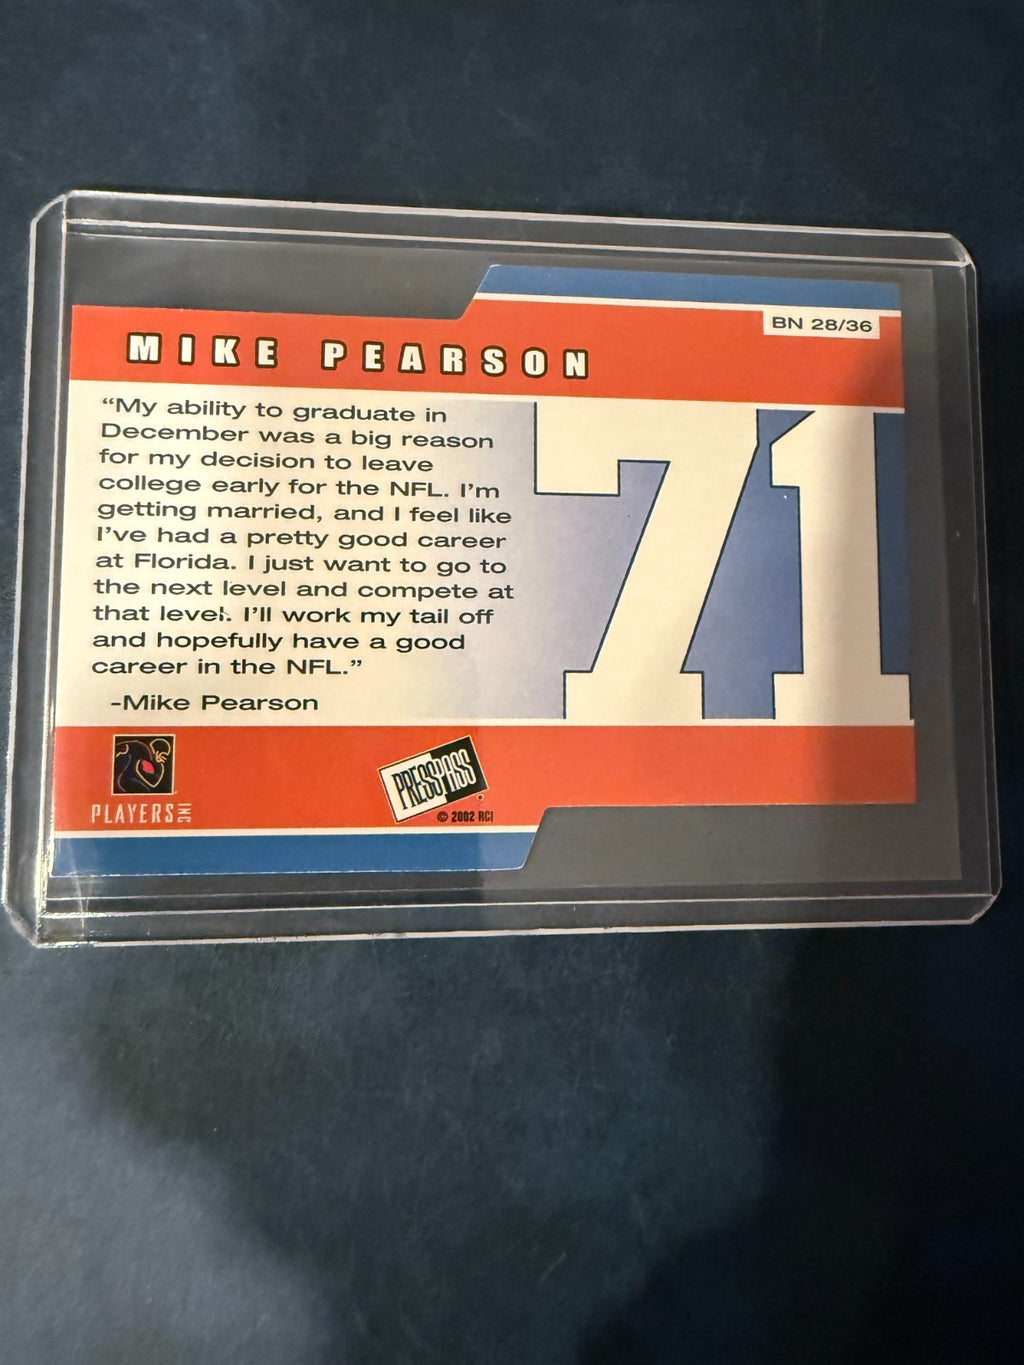 BN 28/36
MIKE PEARSON
“My ability to graduate in
December was a big reason
for my decision to leave
college early for the NFL. I’m
getting married, and I feel like
I’ve had a pretty good career
at Florida. I just want to go to
the next level and compete at
that level. I’ll work my tail off
and hopefully have a good
career in the NFL.”
-Mike Pearson
71
PLAYERS INC
PRESS PASS
© 2002 RCI